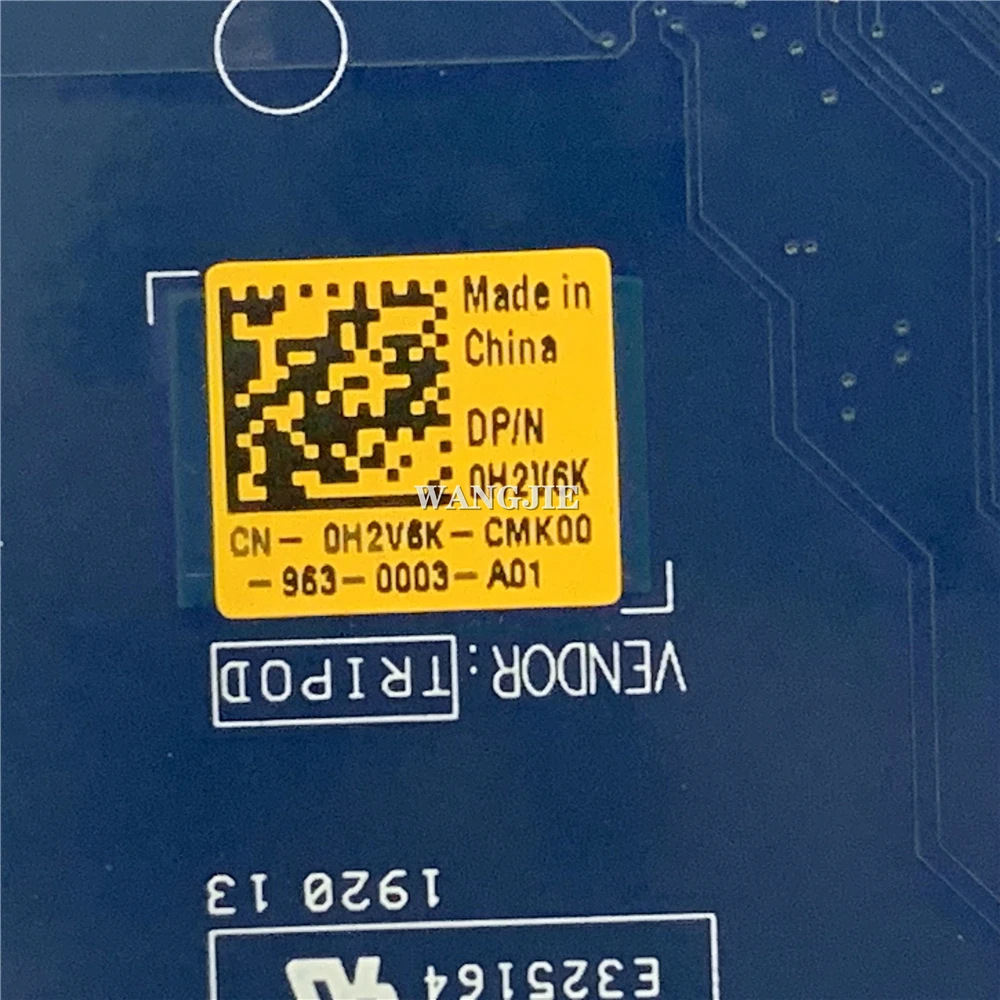 Made in
China
DP/N
0H2V6K
WANGJIE
CN- 0H2V6K-CMK00
-963-0003-A01
VENDOR: TRIPOD
1920 13
E325164